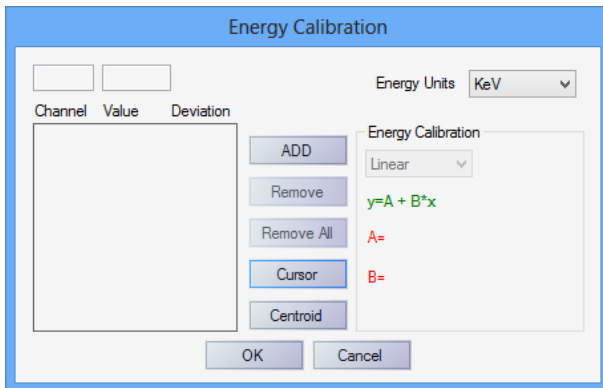 Energy Calibration
Energy Units KeV
Channel Value Deviation
Energy Calibration
ADD
Linear
Remove
y=A + B*x
Remove All
A=
Cursor
B=
Centroid
OK Cancel